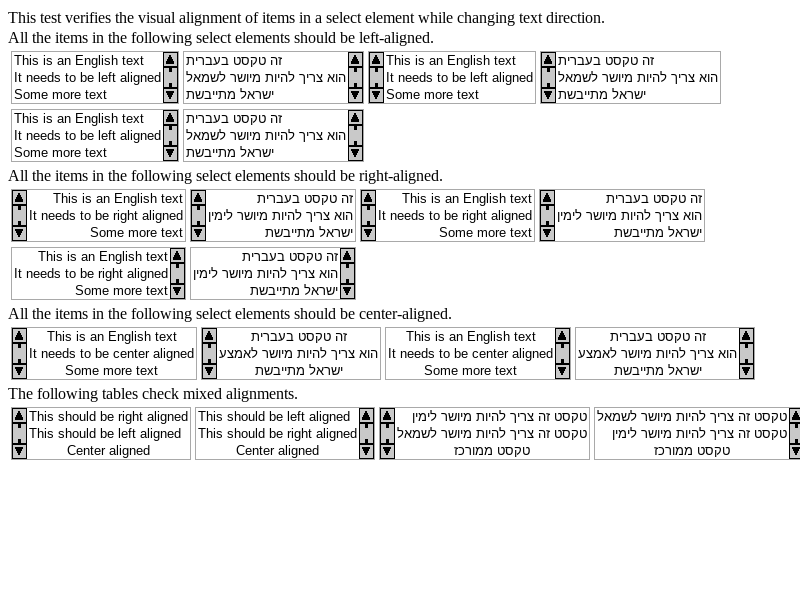 This test verifies the visual alignment of items in a select element while changing text direction.
All the items in the following select elements should be left-aligned.
This is an English text
It needs to be left aligned
Some more text
זה טקסט בעברית
הוא צריך להיות מיושר לשמאל
ישראל מתייבשת
This is an English text
It needs to be left aligned
Some more text
זה טקסט בעברית
הוא צריך להיות מיושר לשמאל
ישראל מתייבשת
This is an English text
It needs to be left aligned
Some more text
זה טקסט בעברית
הוא צריך להיות מיושר לשמאל
ישראל מתייבשת
All the items in the following select elements should be right-aligned.
This is an English text
It needs to be right aligned
Some more text
זה טקסט בעברית
הוא צריך להיות מיושר לימין
ישראל מתייבשת
This is an English text
It needs to be right aligned
Some more text
זה טקסט בעברית
הוא צריך להיות מיושר לימין
ישראל מתייבשת
This is an English text
It needs to be right aligned
Some more text
זה טקסט בעברית
הוא צריך להיות מיושר לימין
ישראל מתייבשת
All the items in the following select elements should be center-aligned.
This is an English text
It needs to be center aligned
Some more text
זה טקסט בעברית
הוא צריך להיות מיושר לאמצע
ישראל מתייבשת
This is an English text
It needs to be center aligned
Some more text
זה טקסט בעברית
הוא צריך להיות מיושר לאמצע
ישראל מתייבשת
The following tables check mixed alignments.
This should be right aligned
This should be left aligned
Center aligned
This should be left aligned
This should be right aligned
Center aligned
טקסט זה צריך להיות מיושר לימין
טקסט זה צריך להיות מיושר לשמאל
טקסט ממורכז
טקסט זה צריך להיות מיושר לשמאל
טקסט זה צריך להיות מיושר לימין
טקסט ממורכז